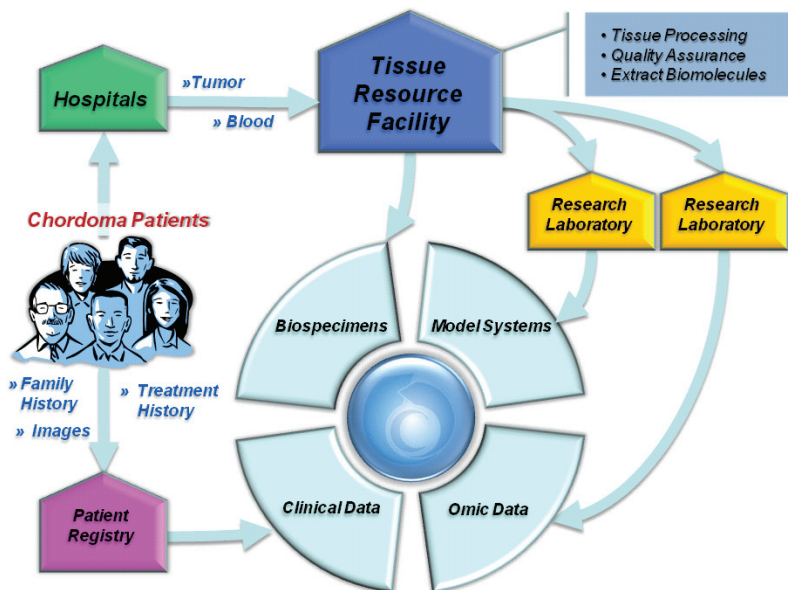 Hospitals
»Tumor
» Blood
Tissue
Resource
Facility
• Tissue Processing
• Quality Assurance
• Extract Biomolecules
Research
Laboratory
Research
Laboratory
Chordoma Patients
» Family
History
» Images
» Treatment
History
Patient
Registry
Biospecimens
Model Systems
Clinical Data
Omic Data